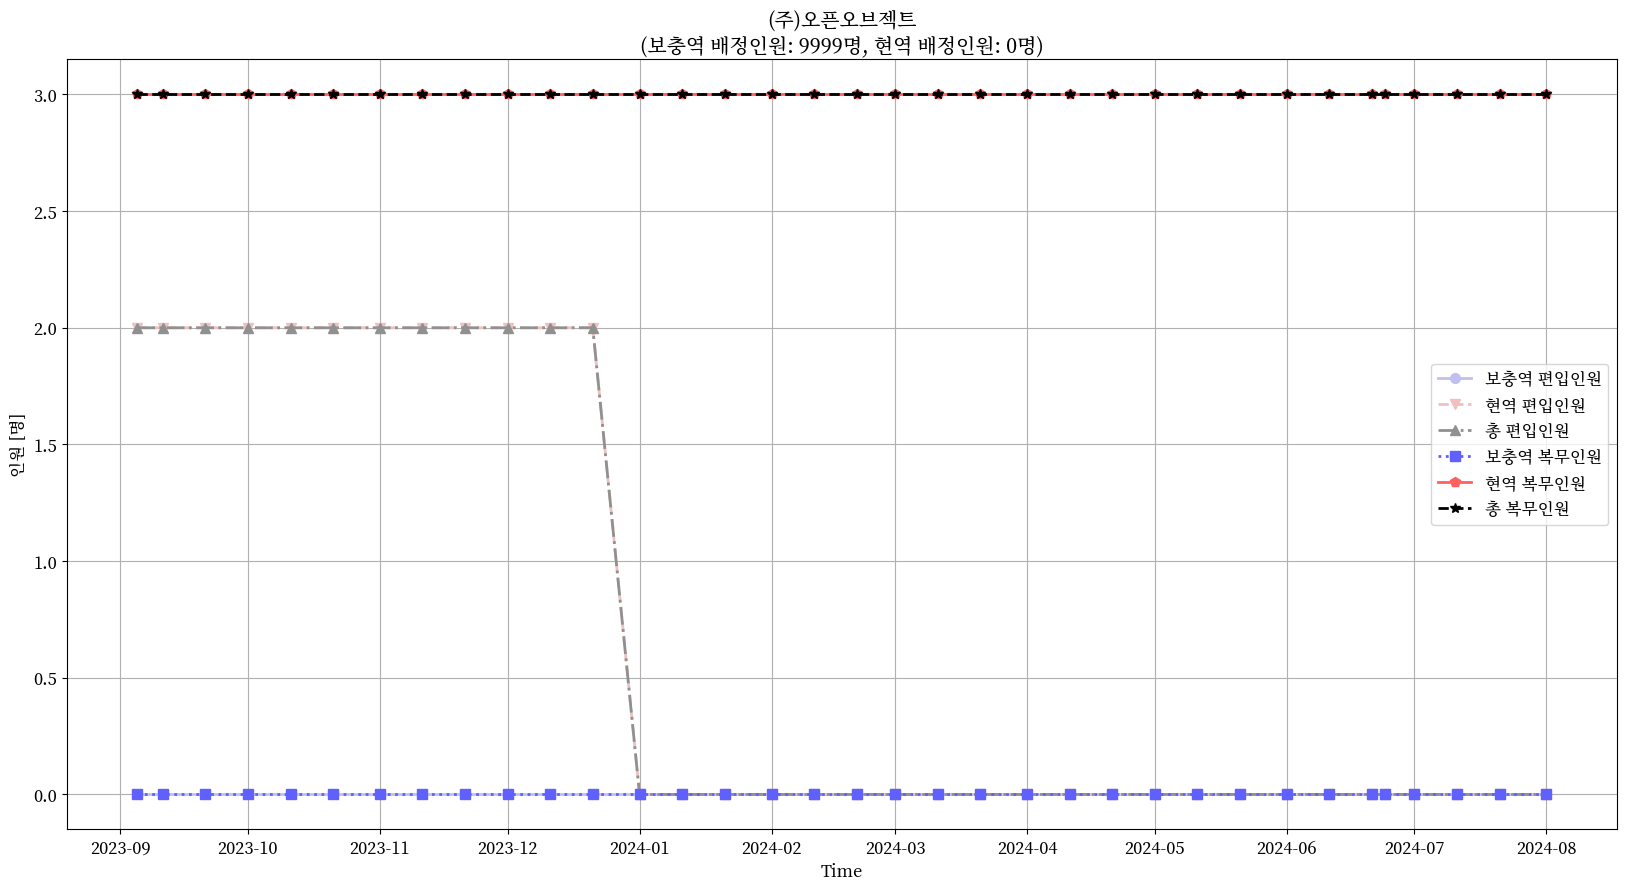 (주)오픈오브젝트
(보충역 배정인원: 9999명, 현역 배정인원: 0명)
인원 [명]
3.0
2.5
2.0
1.5
1.0
0.5
0.0
보충역 편입인원
현역 편입인원
총 편입인원
보충역 복무인원
현역 복무인원
총 복무인원
2023-09 2023-10 2023-11 2023-12 2024-01 2024-02 2024-03 2024-04 2024-05 2024-06 2024-07 2024-08
Time